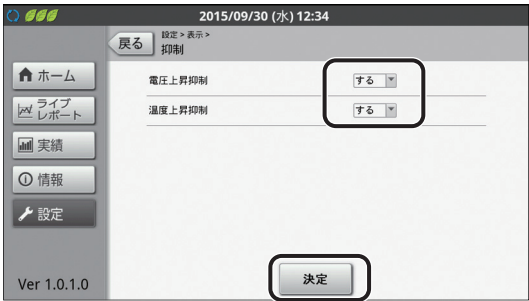 2015/09/30 (水) 12:34
戻る
設定 > 表示 >
抑制
ホーム
ライブ
レポート
実績
情報
設定
Ver 1.0.1.0
電圧上昇抑制
する
温度上昇抑制
する
決定